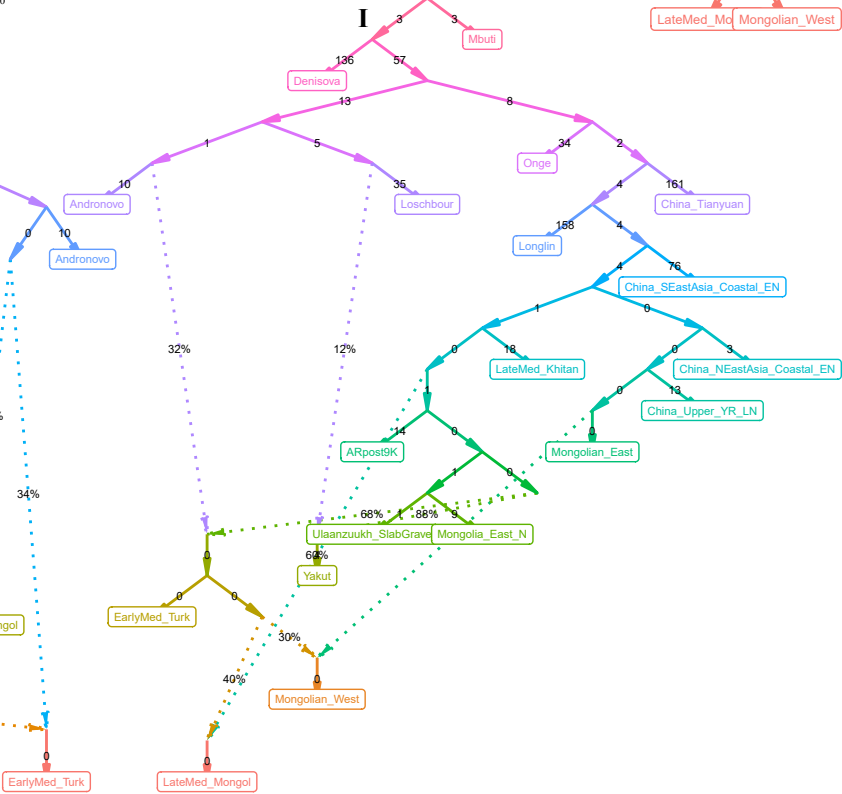 I
LateMed_Mo
Mongolian_West
3
3
Mbuti
136
57
Denisova
13
8
1
5
34
2
Onge
10
35
4
161
Andronovo
Loschbour
China_Tianyuan
0
10
158
4
Andronovo
Longlin
4
76
China_SEastAsia_Coastal_EN
1
0
32%
12%
0
18
0
3
LateMed_Khitan
China_NEastAsia_Coastal_EN
1
0
13
China_Upper_YR_LN
14
0
0
ARpost9K
Mongolian_East
1
0
34%
68%
1
88%
9
Ulaanzuukh_SlabGrave
Mongolia_East_N
0
Yakut
0
0
EarlyMed_Turk
ngol
30%
40%
0
Mongolian_West
0
0
EarlyMed_Turk
LateMed_Mongol